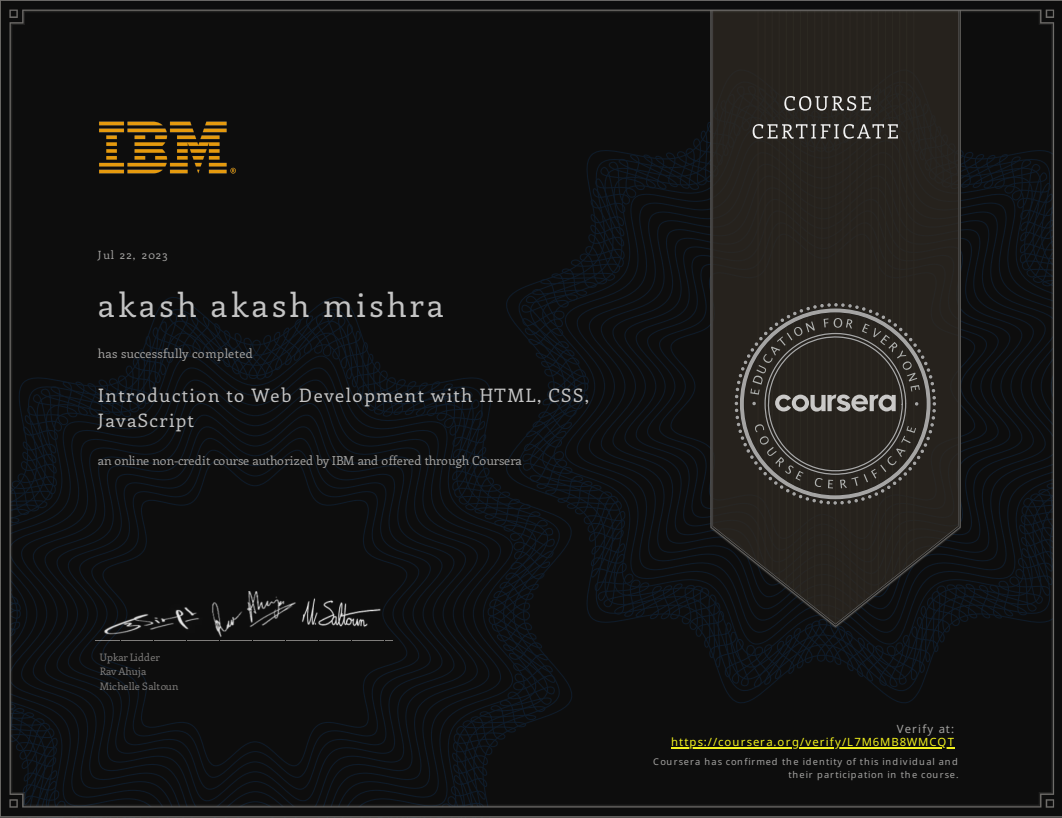 COURSE
CERTIFICATE
IBM®
Jul 22, 2023
akash akash mishra
has successfully completed
Introduction to Web Development with HTML, CSS,
JavaScript
an online non-credit course authorized by IBM and offered through Coursera
EDUCATION FOR EVERYONE
coursera
COURSE CERTIFICATE
M. Saltoun
Upkar Lidder
Rav Ahuja
Michelle Saltoun
Verify at:
https://coursera.org/verify/L7M6MB8WMCQT
Coursera has confirmed the identity of this individual and
their participation in the course.